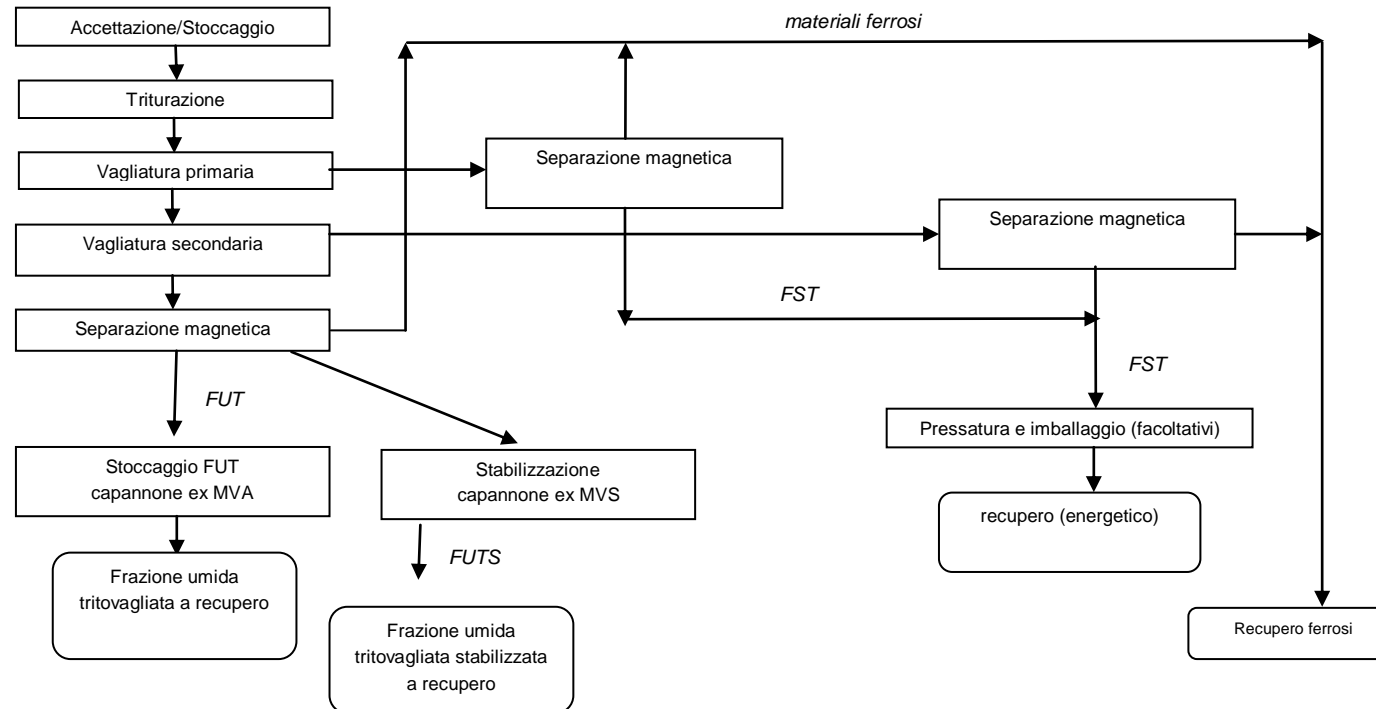 Accettazione/Stoccaggio
materiali ferrosi
Triturazione
Vagliatura primaria
Separazione magnetica
Vagliatura secondaria
Separazione magnetica
Separazione magnetica
FST
FST
FUT
Pressatura e imballaggio (facoltativi)
Stoccaggio FUT
capannone ex MVA
Stabilizzazione
capannone ex MVS
recupero (energetico)
FUTS
Frazione umida
tritovagliata a recupero
Frazione umida
tritovagliata stabilizzata
a recupero
Recupero ferrosi